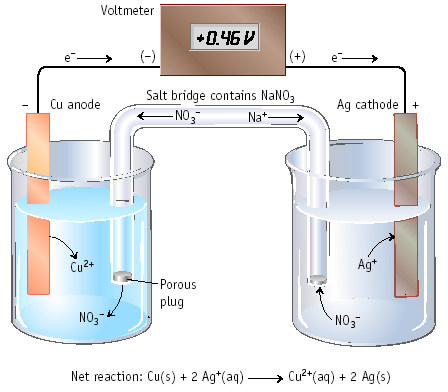 Voltmeter
+0.46 V
e⁻ (−) (+) e⁻
− Cu anode
Salt bridge contains NaNO₃
Ag cathode +
NO₃⁻ Na⁺
Cu²⁺
Ag⁺
Porous
plug
NO₃⁻
NO₃⁻
Net reaction: Cu(s) + 2 Ag⁺(aq) ⟶ Cu²⁺(aq) + 2 Ag(s)